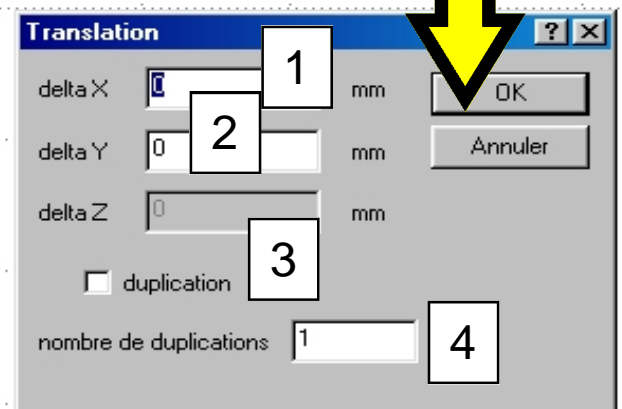 Translation ? ×
1
delta X 0 mm OK
2
delta Y 0 mm Annuler
delta Z 0 mm
3
duplication
nombre de duplications 1 4